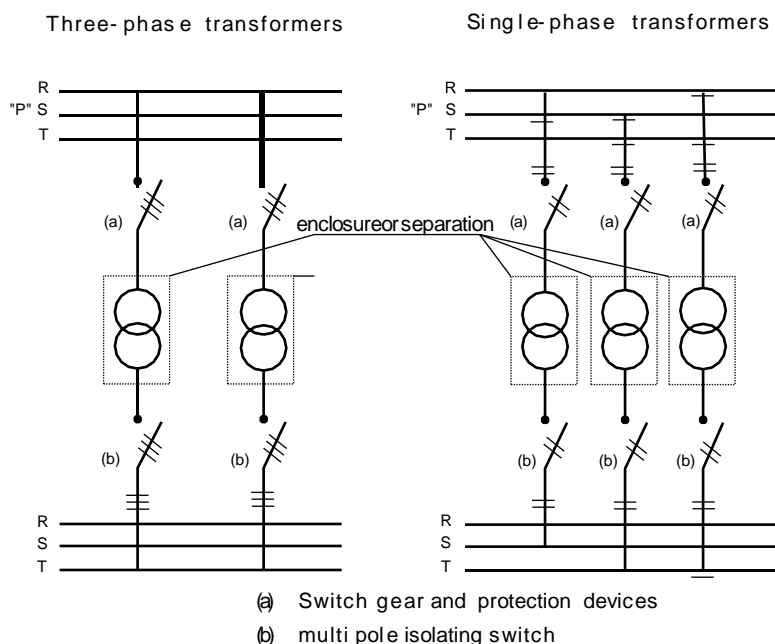 Three-phase transformers
Single-phase transformers
R
"P" S
T
R
"P" S
T
(a)
(a)
(a)
(a)
(a)
enclosureorseparation
(b)
(b)
(b)
(b)
(b)
R
S
T
R
S
T
(a) Switch gear and protection devices
(b) multi pole isolating switch